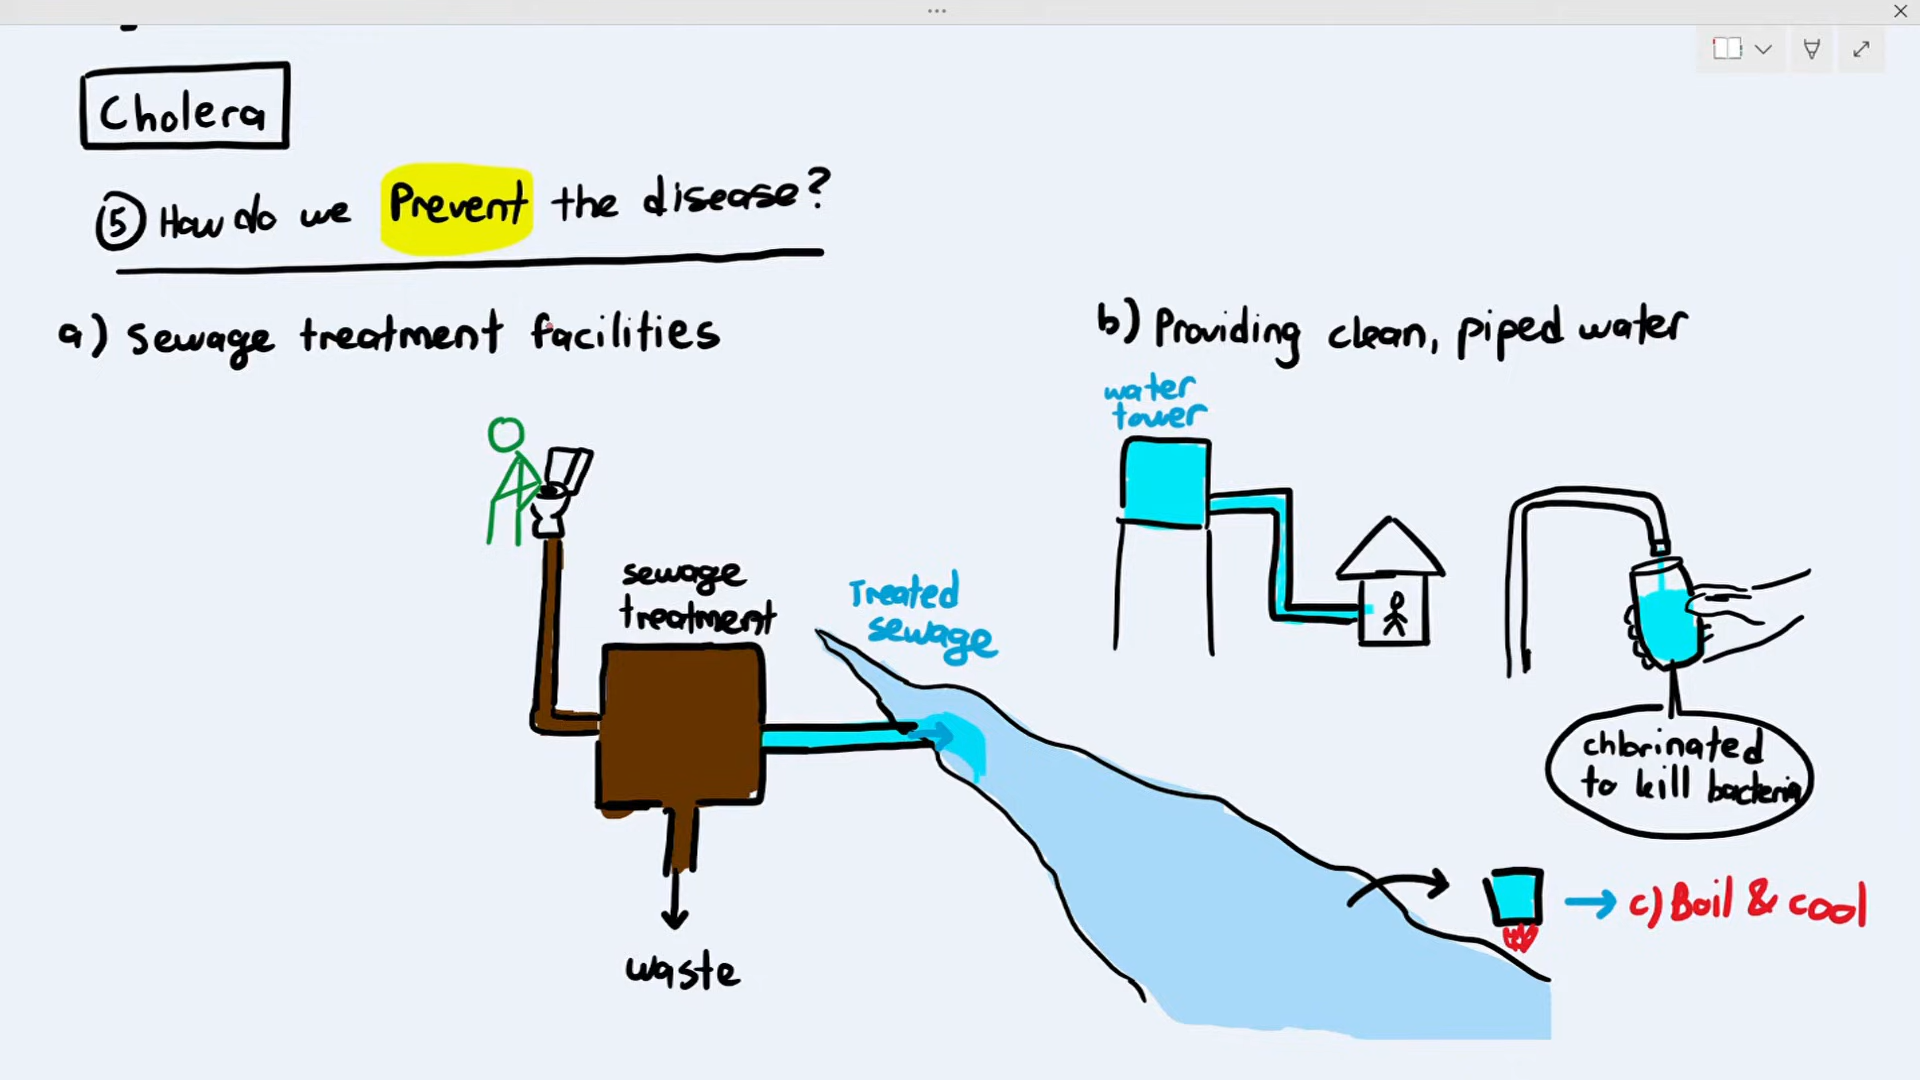 Cholera
⑤ How do we Prevent the disease?
a) sewage treatment facilities
b) Providing clean, piped water
water
tower
sewage
treatment
Treated
sewage
chlorinated
to kill bacteria
waste
c) Boil & cool